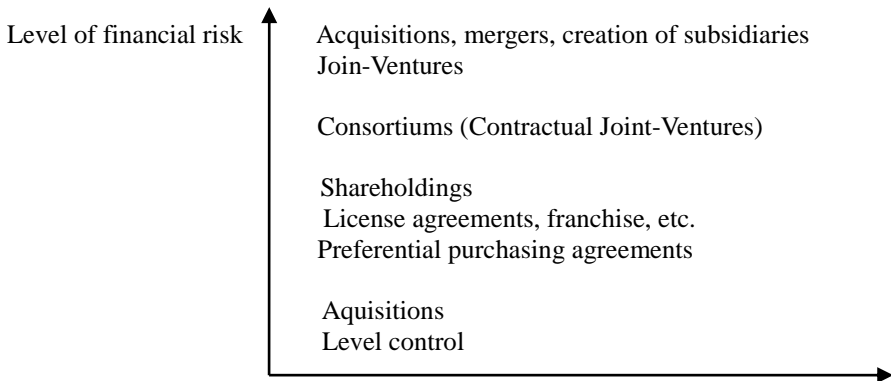 Level of financial risk
Acquisitions, mergers, creation of subsidiaries
Join-Ventures
Consortiums (Contractual Joint-Ventures)
Shareholdings
License agreements, franchise, etc.
Preferential purchasing agreements
Aquisitions
Level control